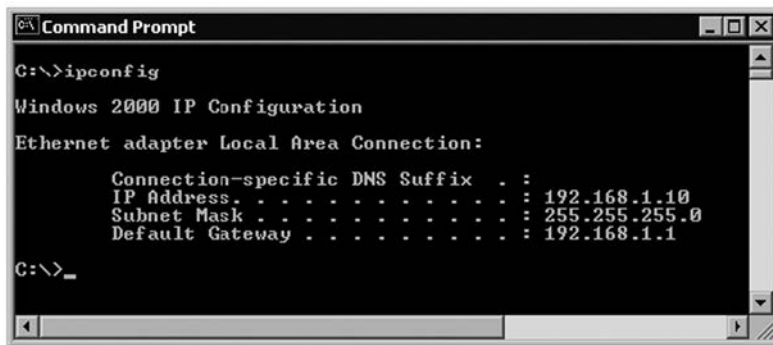 Command Prompt
C:\>ipconfig
Windows 2000 IP Configuration
Ethernet adapter Local Area Connection:
Connection-specific DNS Suffix . :
IP Address. . . . . . . . . . . . : 192.168.1.10
Subnet Mask . . . . . . . . . . . : 255.255.255.0
Default Gateway . . . . . . . . . : 192.168.1.1
C:\>_